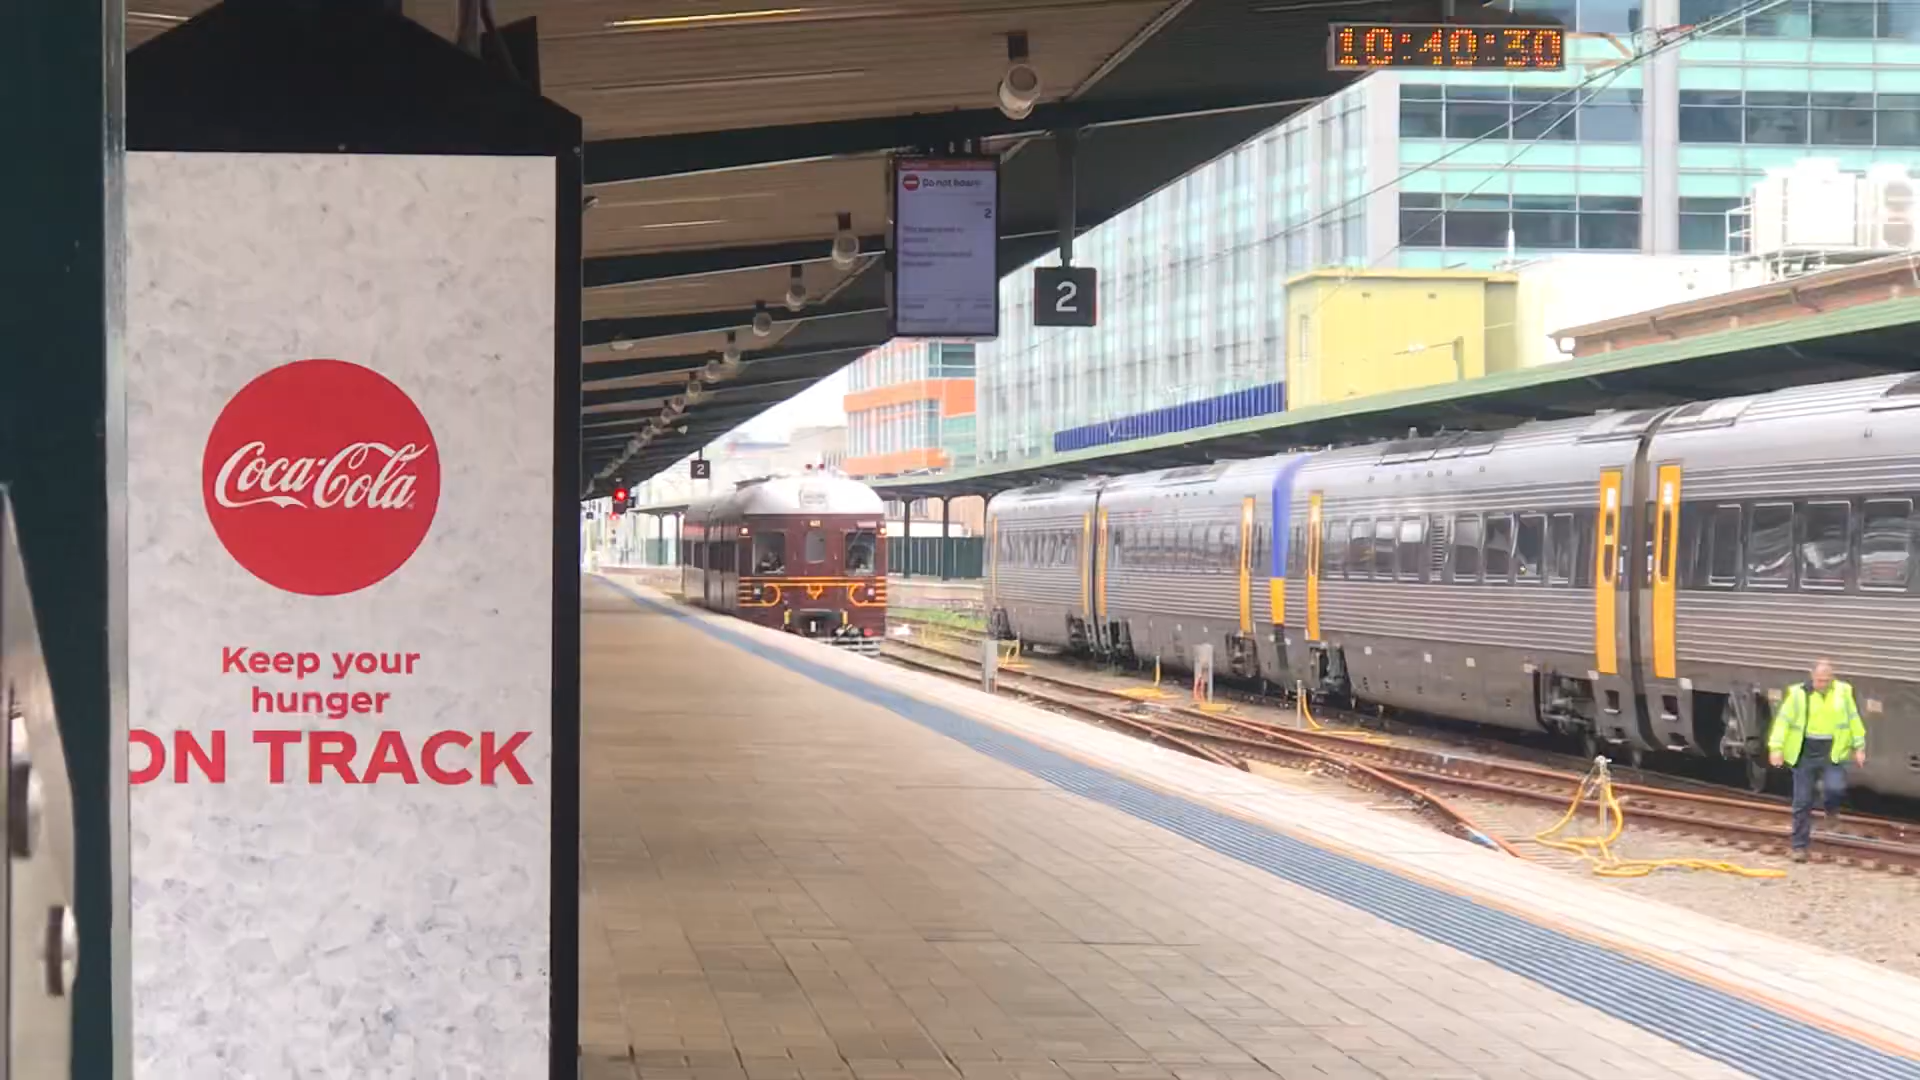 10:40:30
Do not board
2
2
2
Coca-Cola
Keep your
hunger
ON TRACK